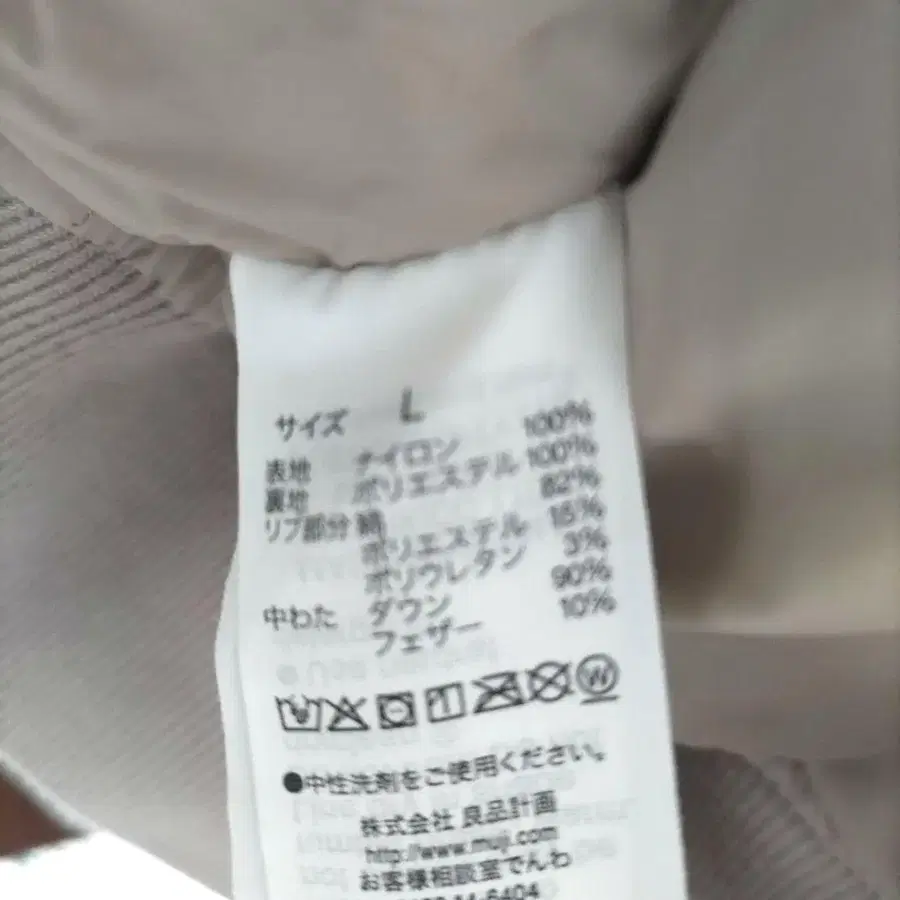 サイズ L
表地 ナイロン 100%
裏地 ポリエステル 100%
リブ部分 綿 82%
ポリエステル 15%
ポリウレタン 3%
中わた ダウン 90%
フェザー 10%
●中性洗剤をご使用ください。
株式会社 良品計画
http://www.muji.com
お客様相談室でんわ